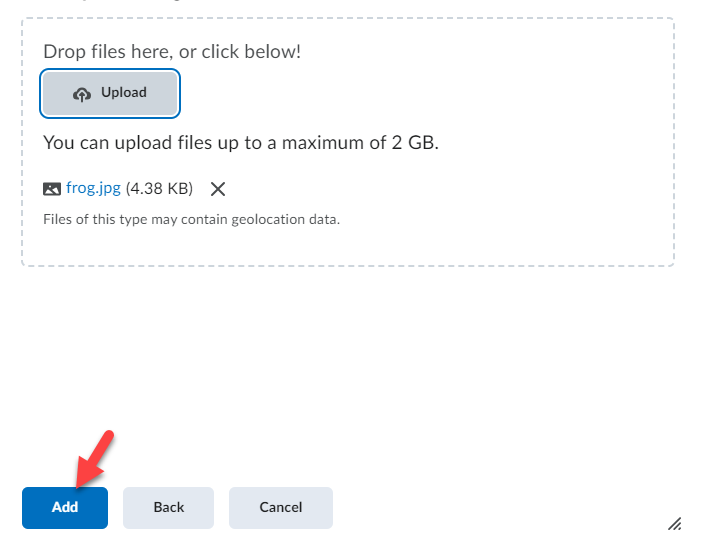 Drop files here, or click below!
Upload
You can upload files up to a maximum of 2 GB.
frog.jpg (4.38 KB)
Files of this type may contain geolocation data.
Add Back Cancel